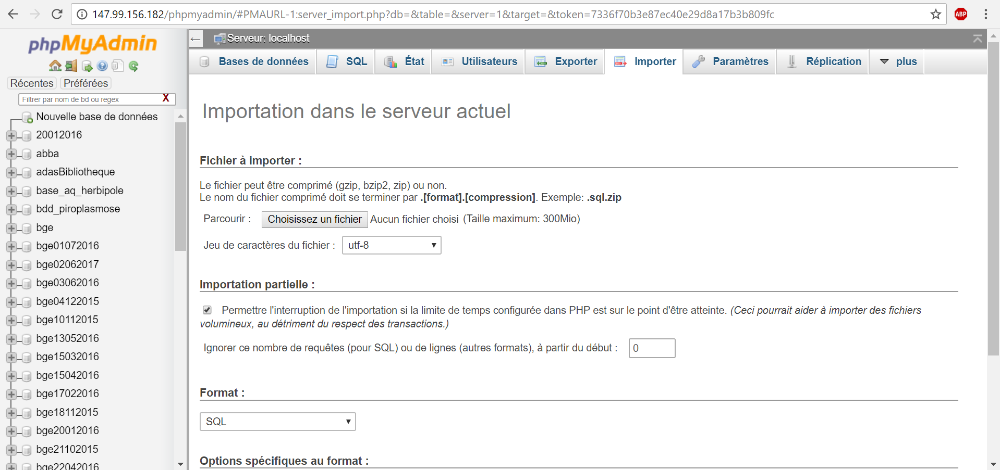 147.99.156.182/phpmyadmin/#PMAURL-1:server_import.php?db=&table=&server=1&target=&token=7336f70b3e87ec40e29d8a17b3b809fc
ABP
phpMyAdmin
Récentes Préférées
Filtrer par nom de bd ou regex X
Nouvelle base de données
20012016
abba
adasBibliotheque
base_aq_herbipole
bdd_piroplasmose
bge
bge01072016
bge02062017
bge03062016
bge04122015
bge10112015
bge13052016
bge15032016
bge15042016
bge17022016
bge18112015
bge20012016
bge21102015
bge22042016
Serveur: localhost
Bases de données SQL État Utilisateurs Exporter Importer Paramètres Réplication plus
Importation dans le serveur actuel
Fichier à importer :
Le fichier peut être comprimé (gzip, bzip2, zip) ou non.
Le nom du fichier comprimé doit se terminer par .[format].[compression]. Exemple: .sql.zip
Parcourir : Choisissez un fichier Aucun fichier choisi (Taille maximum: 300Mio)
Jeu de caractères du fichier : utf-8
Importation partielle :
Permettre l'interruption de l'importation si la limite de temps configurée dans PHP est sur le point d'être atteinte. (Ceci pourrait aider à importer des fichiers
volumineux, au détriment du respect des transactions.)
Ignorer ce nombre de requêtes (pour SQL) ou de lignes (autres formats), à partir du début : 0
Format :
SQL
Options spécifiques au format :